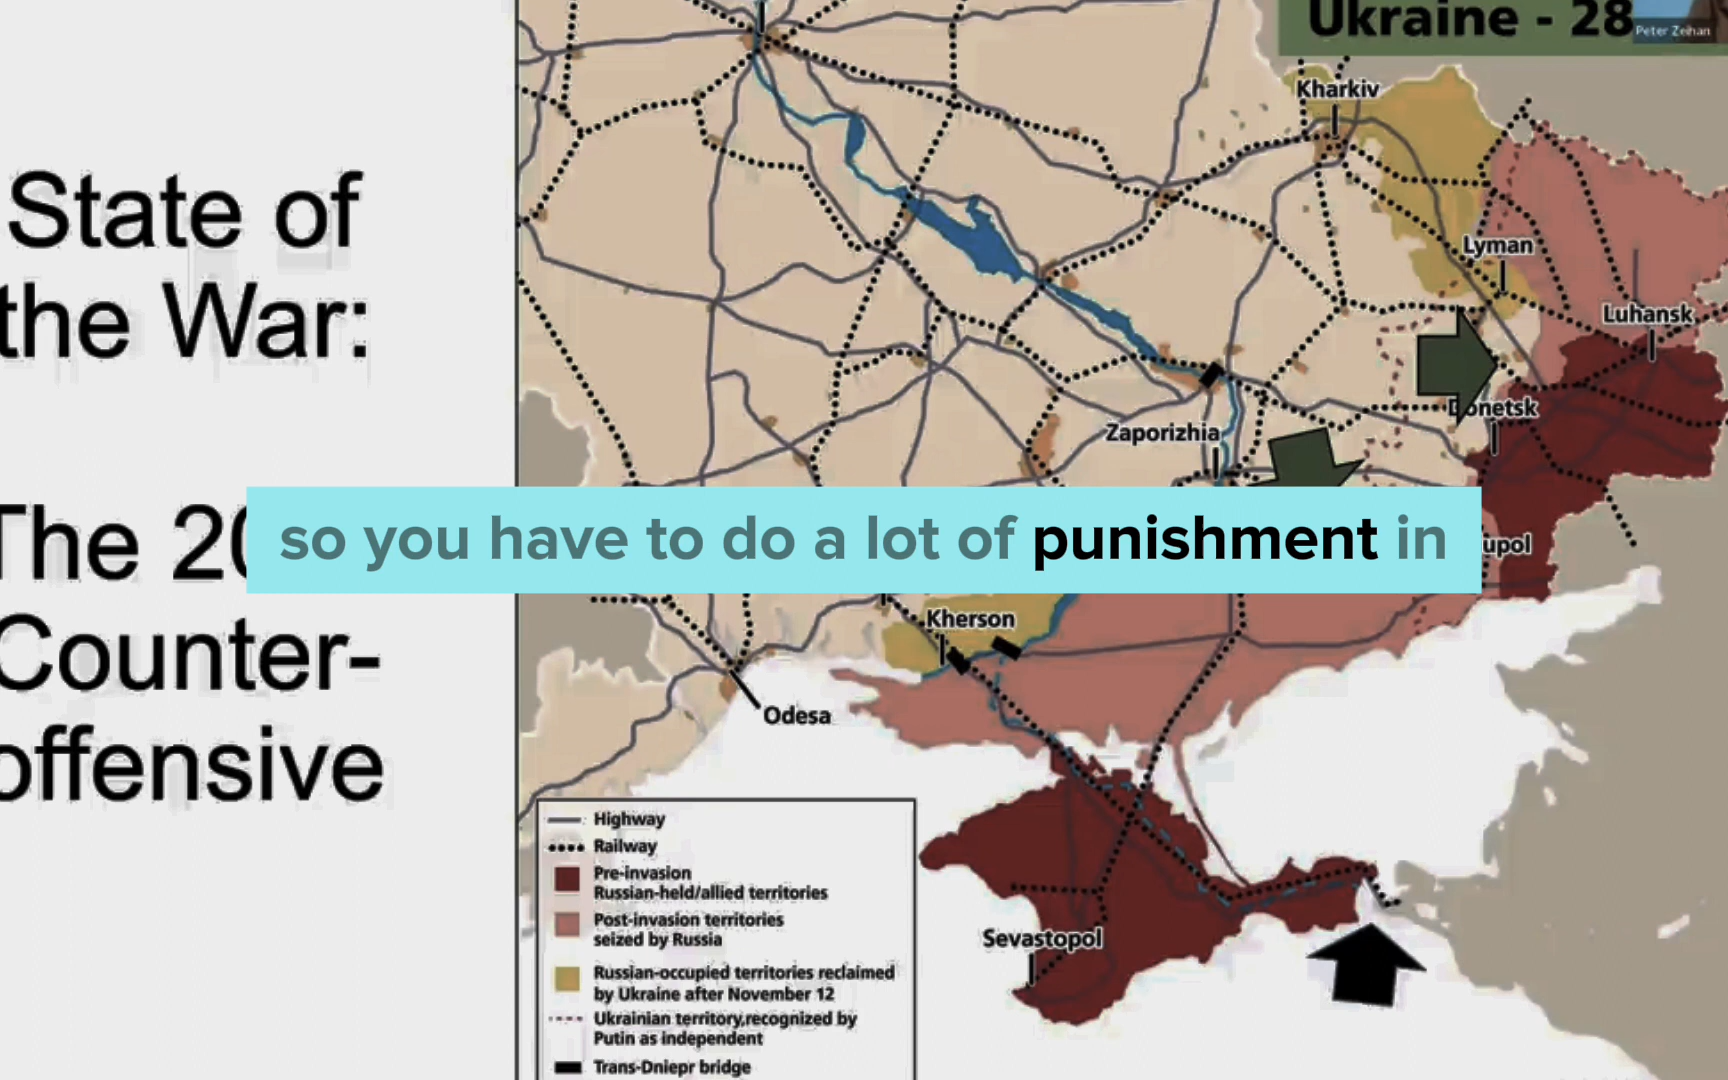 State of
the War:
The 20
Counter-
offensive
Ukraine - 28
Peter Zeihan
Kharkiv
Lyman
Luhansk
Donetsk
Zaporizhia
so you have to do a lot of punishment in
upol
Kherson
Odesa
Sevastopol
Highway
Railway
Pre-invasion
Russian-held/allied territories
Post-invasion territories
seized by Russia
Russian-occupied territories reclaimed
by Ukraine after November 12
Ukrainian territory,recognized by
Putin as independent
Trans-Dniepr bridge